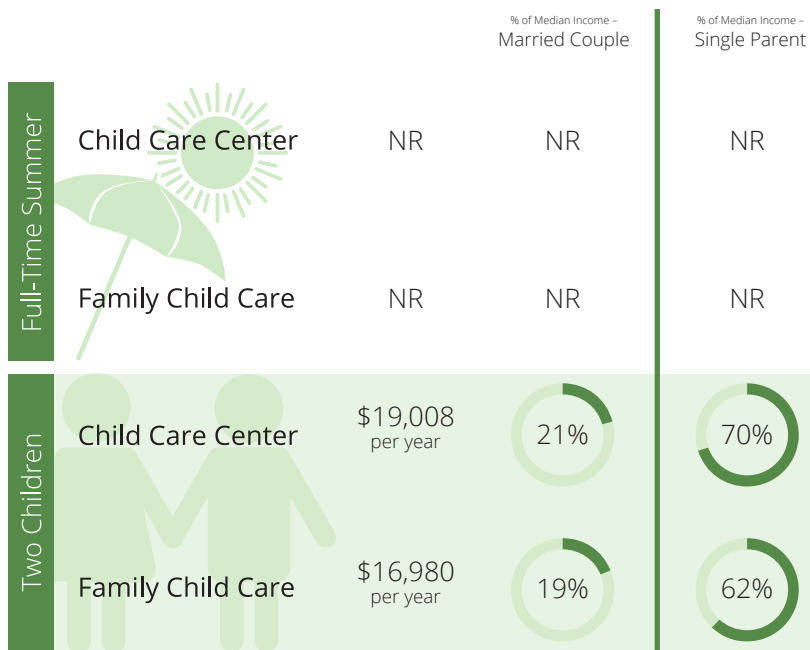 % of Median Income –
Married Couple
% of Median Income –
Single Parent
Full-Time Summer
Child Care Center NR NR NR
Family Child Care NR NR NR
Two Children
Child Care Center $19,008 per year 21% 70%
Family Child Care $16,980 per year 19% 62%